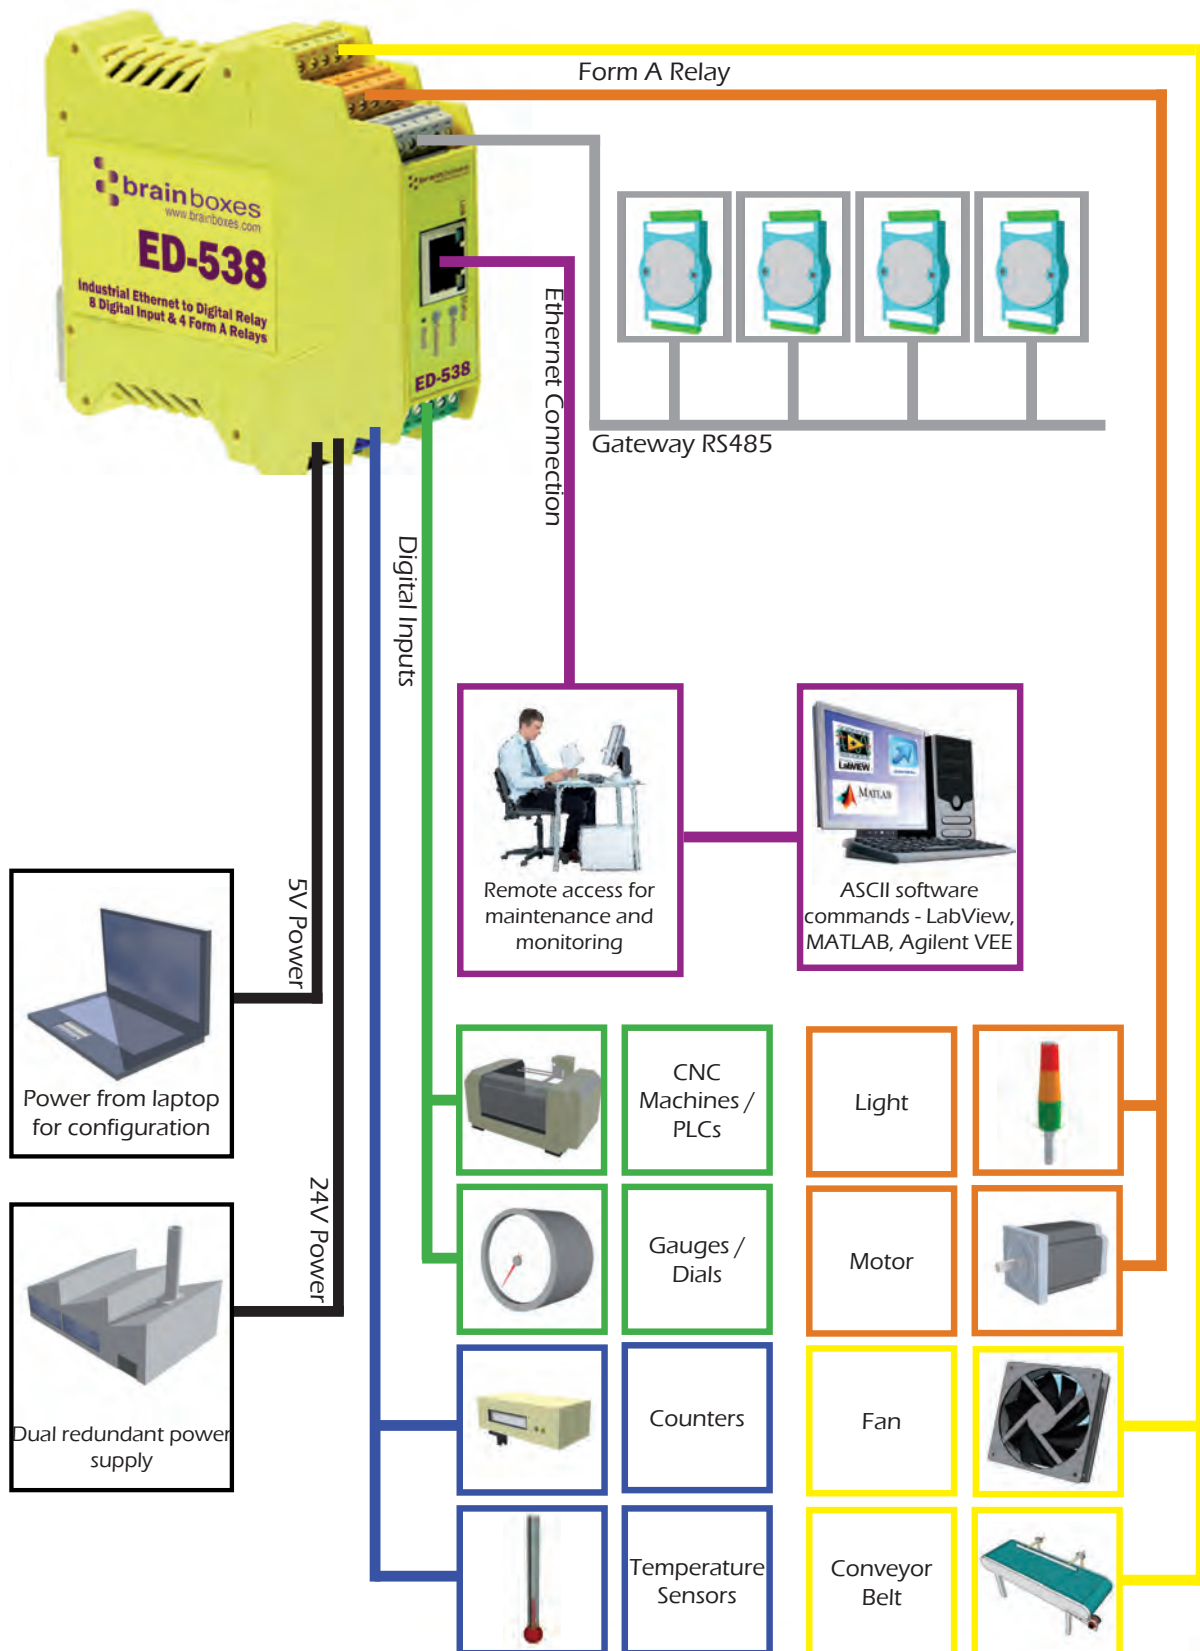 Form A Relay
brainboxes
www.brainboxes.com
ED-538
Industrial Ethernet to Digital Relay
8 Digital Input & 4 Form A Relays
brainboxes
Link
Status
ED-538
Ethernet Connection
Gateway RS485
Digital Inputs
5V Power
24V Power
LabVIEW
MATLAB
Remote access for
maintenance and
monitoring
ASCII software
commands - LabView,
MATLAB, Agilent VEE
Power from laptop
for configuration
Dual redundant power
supply
CNC
Machines /
PLCs
Light
Gauges /
Dials
Motor
Counters
Fan
Temperature
Sensors
Conveyor
Belt